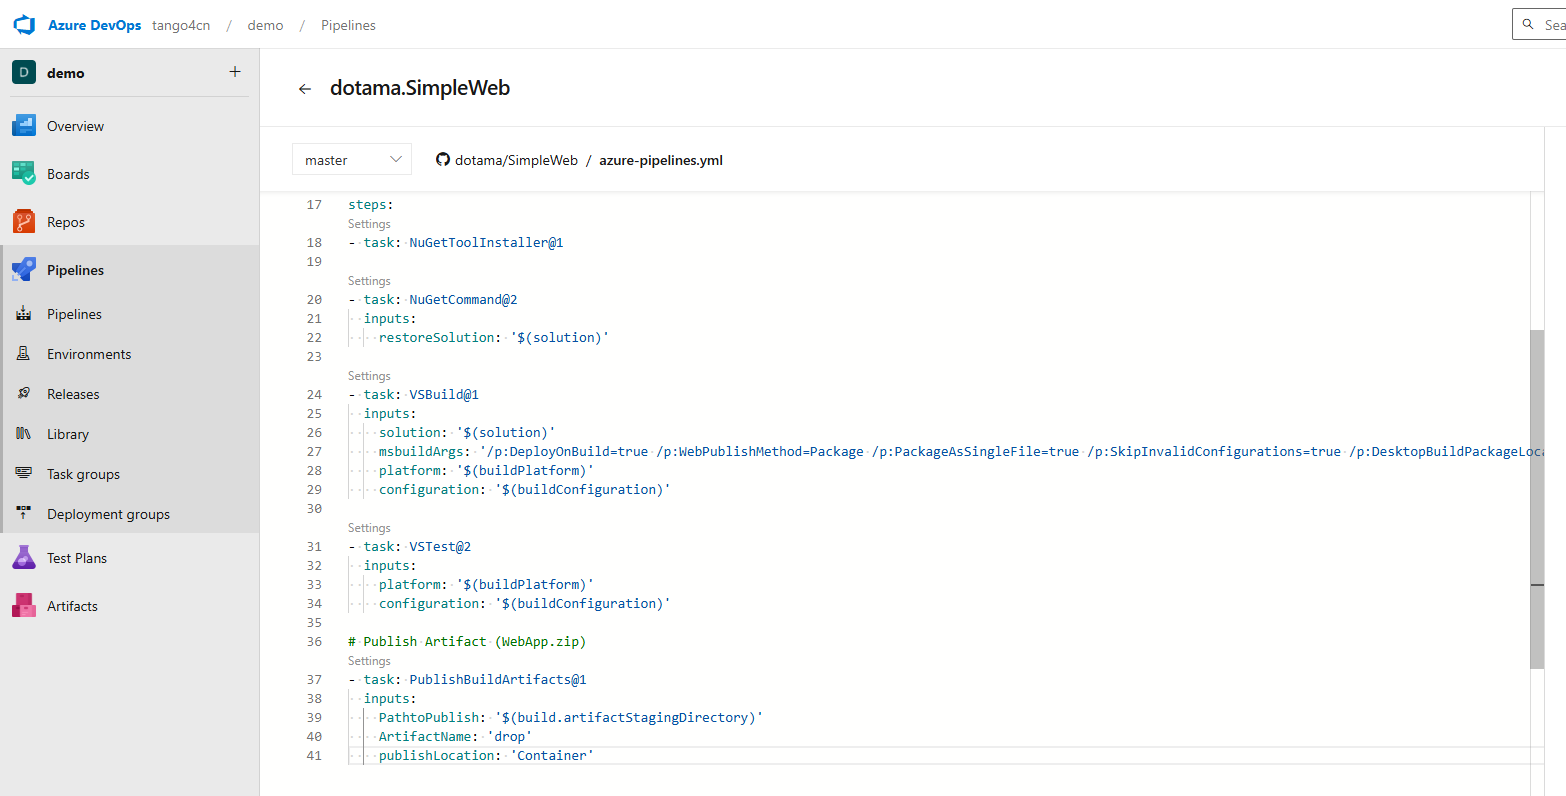 Azure DevOps tango4cn / demo / Pipelines
Sea
D demo +
Overview
Boards
Repos
Pipelines
Pipelines
Environments
Releases
Library
Task groups
Deployment groups
Test Plans
Artifacts
← dotama.SimpleWeb
master
dotama/SimpleWeb / azure-pipelines.yml
17 steps:
Settings
18 - task: NuGetToolInstaller@1
19
Settings
20 - task: NuGetCommand@2
21 inputs:
22 restoreSolution: '$(solution)'
23
Settings
24 - task: VSBuild@1
25 inputs:
26 solution: '$(solution)'
27 msbuildArgs: '/p:DeployOnBuild=true /p:WebPublishMethod=Package /p:PackageAsSingleFile=true /p:SkipInvalidConfigurations=true /p:DesktopBuildPackageLoca
28 platform: '$(buildPlatform)'
29 configuration: '$(buildConfiguration)'
30
Settings
31 - task: VSTest@2
32 inputs:
33 platform: '$(buildPlatform)'
34 configuration: '$(buildConfiguration)'
35
36 # Publish Artifact (WebApp.zip)
Settings
37 - task: PublishBuildArtifacts@1
38 inputs:
39 PathtoPublish: '$(build.artifactStagingDirectory)'
40 ArtifactName: 'drop'
41 publishLocation: 'Container'